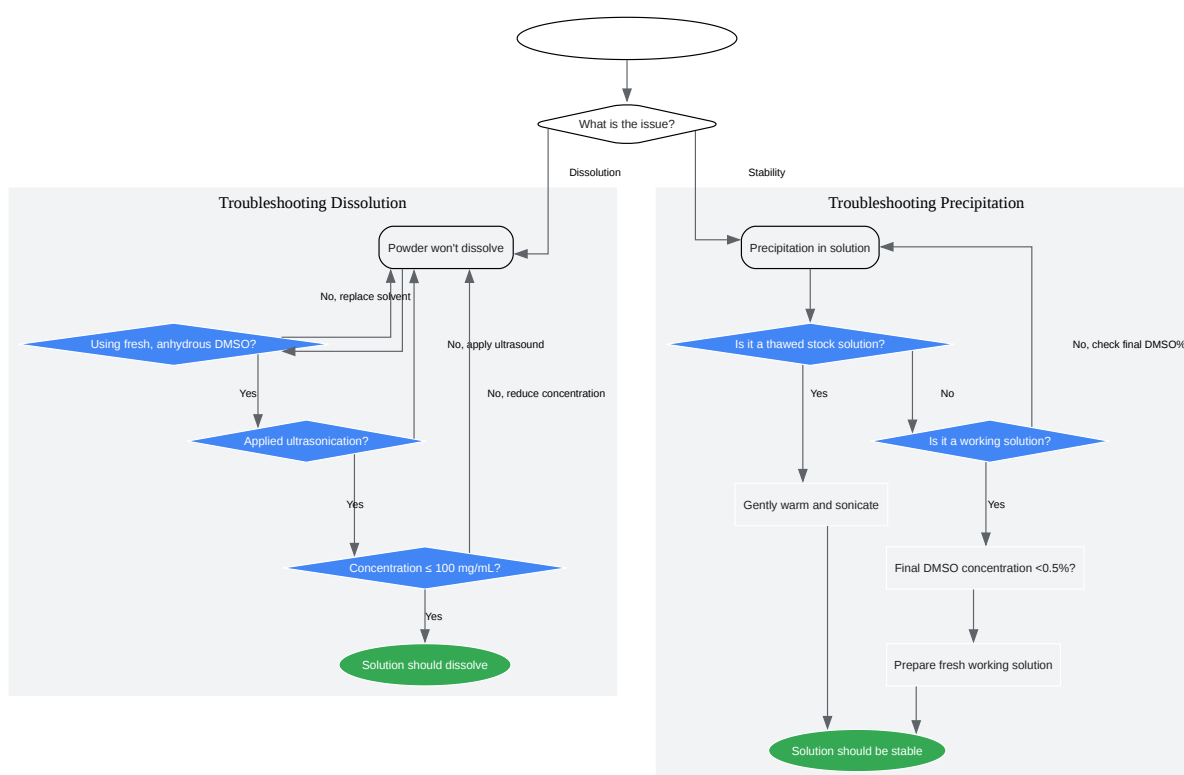 What is the issue?
Dissolution
Stability
Troubleshooting Dissolution
Powder won't dissolve
No, replace solvent
Using fresh, anhydrous DMSO?
No, apply ultrasound
Yes
No, reduce concentration
Applied ultrasonication?
Yes
Concentration ≤ 100 mg/mL?
Yes
Solution should dissolve
Troubleshooting Precipitation
Precipitation in solution
Is it a thawed stock solution?
No, check final DMSO%
Yes
No
Is it a working solution?
Gently warm and sonicate
Yes
Final DMSO concentration <0.5%?
Prepare fresh working solution
Solution should be stable